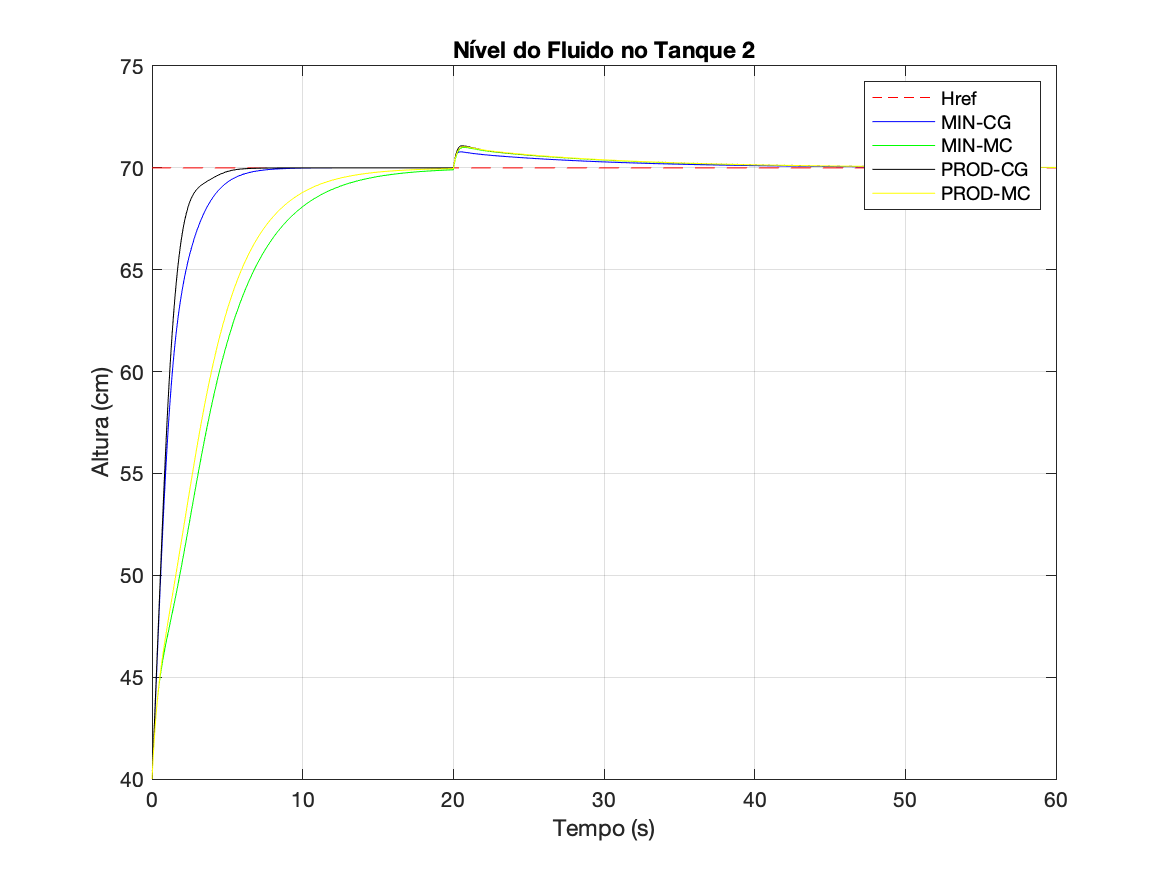 Nível do Fluido no Tanque 2
75
70
65
60
55
50
45
40
Altura (cm)
0 10 20 30 40 50 60
Tempo (s)
Href
MIN-CG
MIN-MC
PROD-CG
PROD-MC